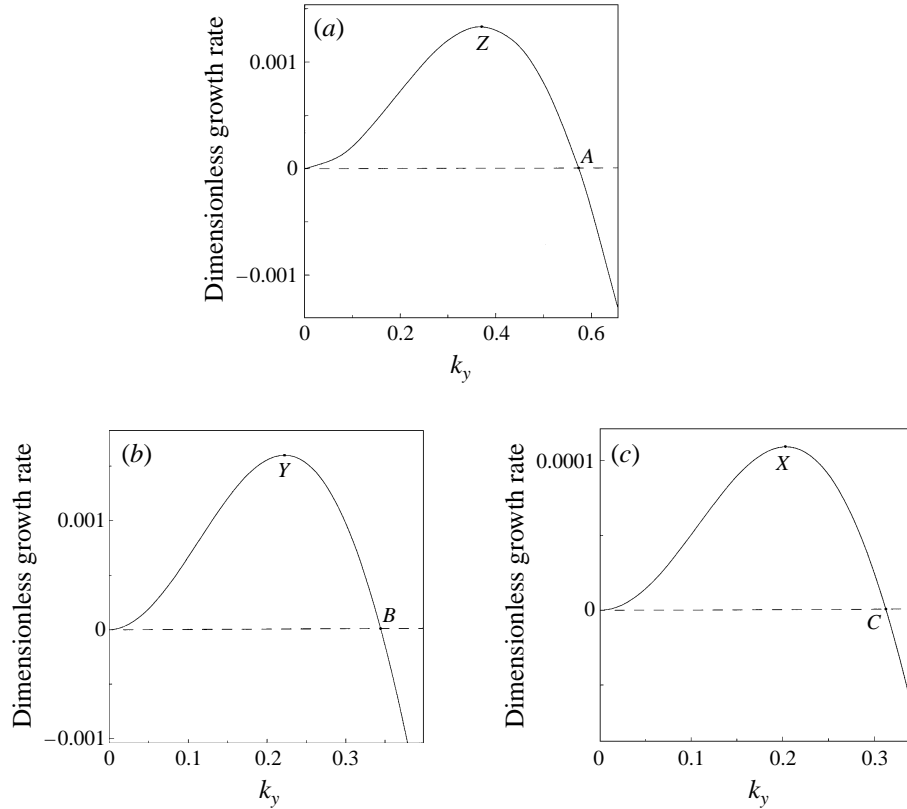 (a)
Z
A
0.001
0
−0.001
0
0.2
0.4
0.6
Dimensionless growth rate
k_y
(b)
Y
B
0.001
0
−0.001
0
0.1
0.2
0.3
Dimensionless growth rate
k_y
(c)
X
C
0.0001
0
0
0.1
0.2
0.3
Dimensionless growth rate
k_y